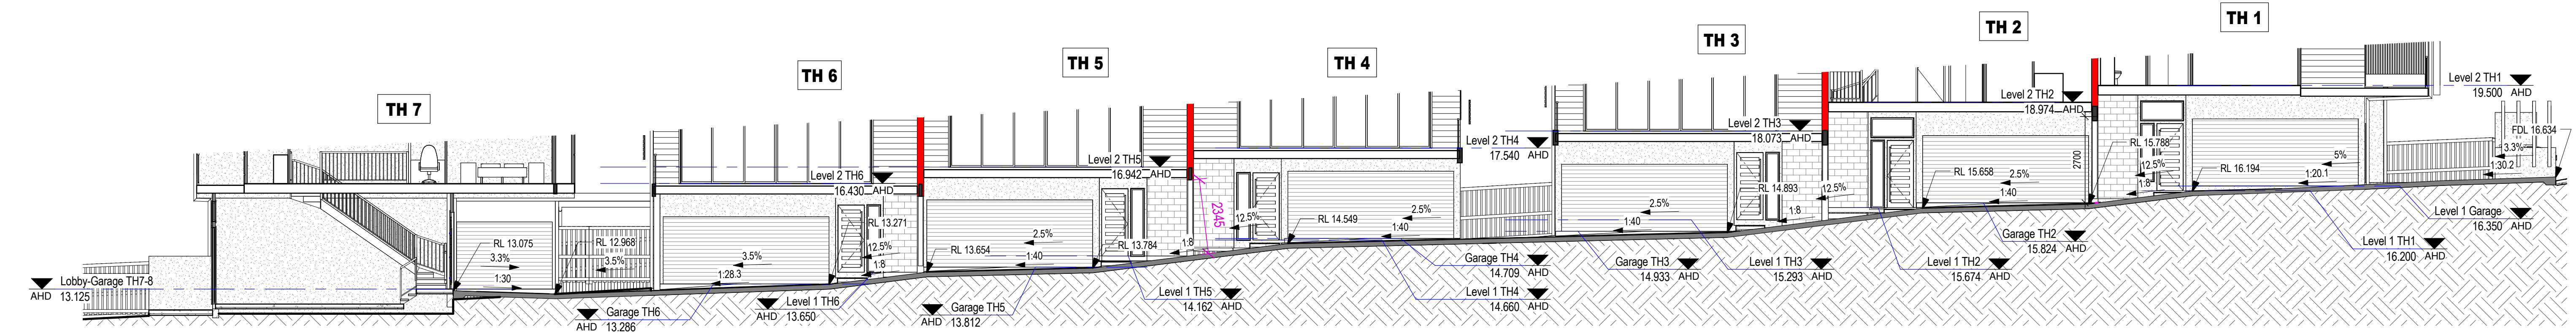 TH 7
TH 6
TH 5
TH 4
TH 3
TH 2
TH 1
Lobby-Garage TH7-8
AHD 13.125
RL 13.075
3.3%
1:30
RL 12.968
3.5%
Garage TH6
AHD 13.286
3.5%
1:28.3
Level 2 TH6
16.430 AHD
RL 13.271
12.5%
1:8
Level 1 TH6
AHD 13.650
RL 13.654
2.5%
1:40
Garage TH5
AHD 13.812
Level 2 TH5
16.942 AHD
RL 13.784
1:8
Level 1 TH5
14.162 AHD
2345
12.5%
RL 14.549
2.5%
1:40
Level 2 TH4
17.540 AHD
Garage TH4
14.709 AHD
Level 1 TH4
14.660 AHD
2.5%
1:40
Garage TH3
14.933 AHD
Level 2 TH3
18.073 AHD
RL 14.893
12.5%
1:8
Level 1 TH3
15.293 AHD
Level 2 TH2
18.974 AHD
RL 15.658
2.5%
1:40
2700
Level 1 TH2
15.674 AHD
Garage TH2
15.824 AHD
RL 15.788
12.5%
1:8
RL 16.194
5%
1:20.1
Level 2 TH1
19.500 AHD
FDL 16.634
3.3%
1:30.2
Level 1 Garage
16.350 AHD
Level 1 TH1
16.200 AHD